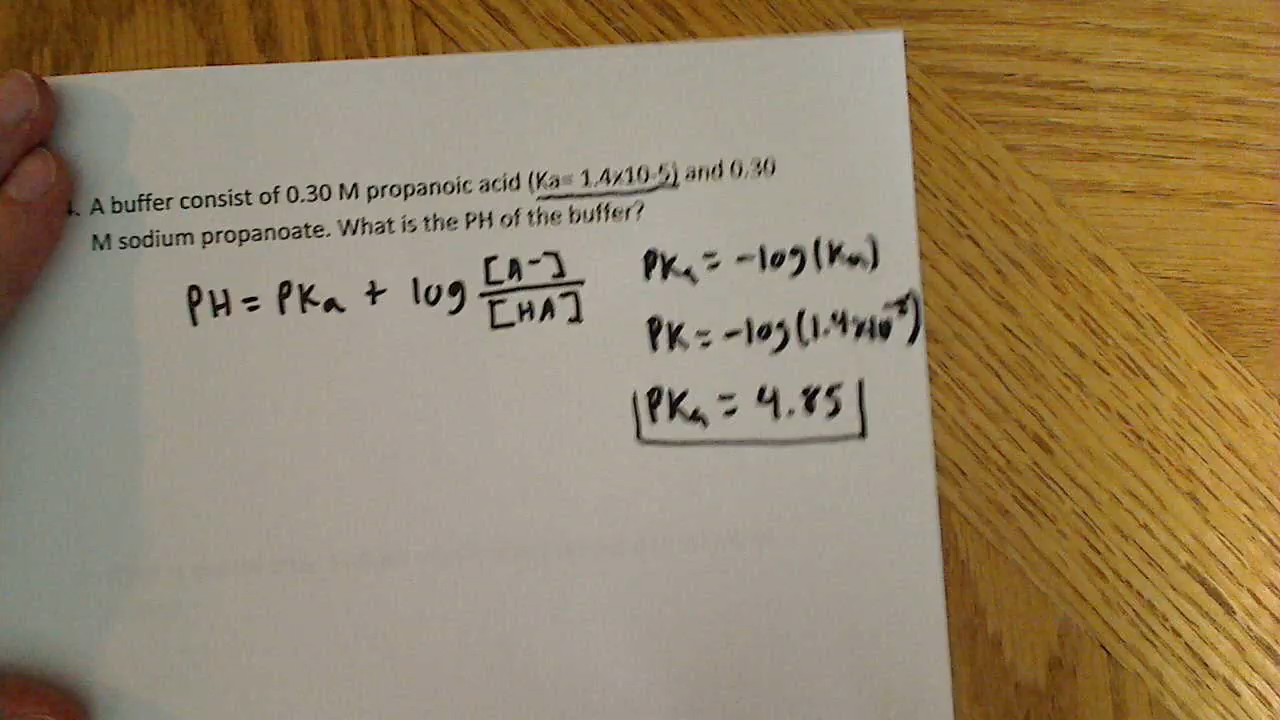 1. A buffer consist of 0.30 M propanoic acid (Ka= 1.4x10-5) and 0.30
M sodium propanoate. What is the PH of the buffer?
PH = PKa + log [A-]/[HA]
PKa = -log(Ka)
PK = -log(1.4x10^-5)
PKa = 4.85